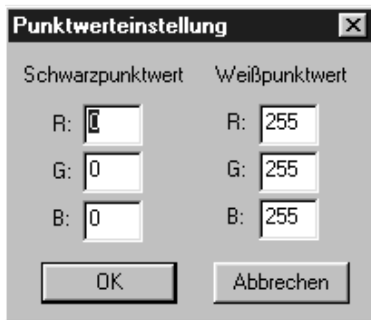 Punktwerteinstellung
Schwarzpunktwert Weißpunktwert
R: 0 R: 255
G: 0 G: 255
B: 0 B: 255
OK Abbrechen